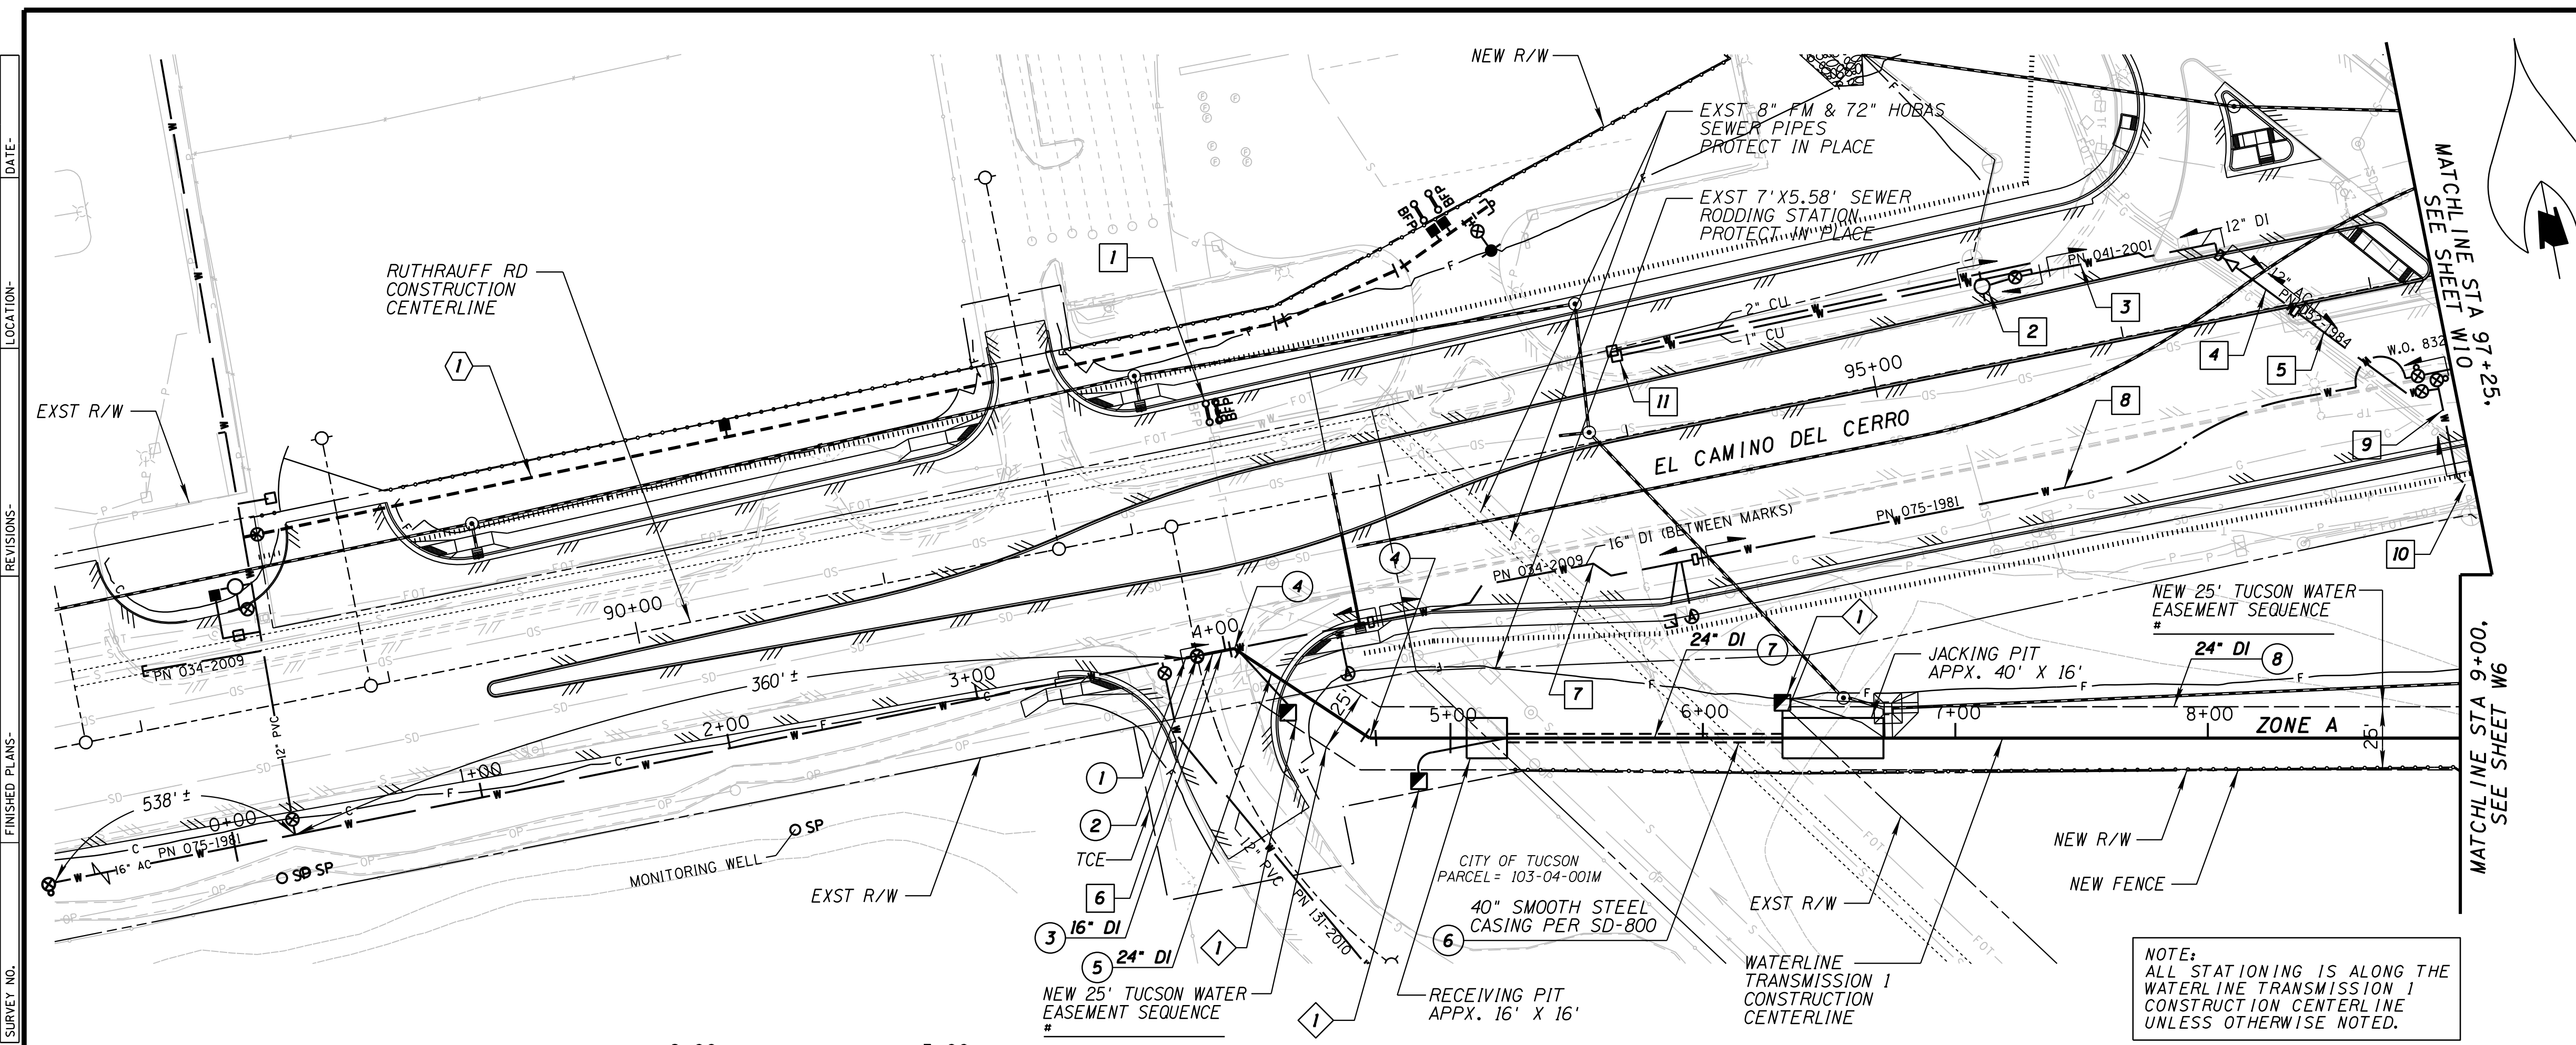 NEW R/W
EXST 8" FM & 72" HOBAS
SEWER PIPES
PROTECT IN PLACE
EXST 7'X5.58' SEWER
RODDING STATION
PROTECT IN PLACE
MATCHLINE STA 97+25.
SEE SHEET W10
DATE-
LOCATION-
REVISIONS-
FINISHED PLANS-
SURVEY NO.
RUTHRAUFF RD
CONSTRUCTION
CENTERLINE
1
EXST R/W
1
BFP
BFP
BFP
12" DI
PN 041-2001
12" AC
PN 052-1984
W.O. 832
2" CU
1" CU
2
3
4
5
8
9
10
11
95+00
EL CAMINO DEL CERRO
PN 075-1981
16" DI (BETWEEN MARKS)
PN 034-2009
90+00
PN 034-2009
12" PVC
4
4
4+00
360' ±
3+00
2+00
1+00
0+00
538' ±
PN 075-1981
16" AC
SP
SP
SP
MONITORING WELL
EXST R/W
25'
5+00
6+00
7+00
8+00
24" DI
7
7
1
JACKING PIT
APPX. 40' X 16'
NEW 25' TUCSON WATER
EASEMENT SEQUENCE
#
24" DI
8
ZONE A
25'
MATCHLINE STA 9+00.
SEE SHEET W6
1
2
TCE
6
3
16" DI
5
24" DI
NEW 25' TUCSON WATER
EASEMENT SEQUENCE
#
1
1
12" PVC
PN 131-2010
CITY OF TUCSON
PARCEL= 103-04-001M
40" SMOOTH STEEL
CASING PER SD-800
6
RECEIVING PIT
APPX. 16' X 16'
EXST R/W
WATERLINE
TRANSMISSION 1
CONSTRUCTION
CENTERLINE
NEW R/W
NEW FENCE
NOTE:
ALL STATIONING IS ALONG THE
WATERLINE TRANSMISSION 1
CONSTRUCTION CENTERLINE
UNLESS OTHERWISE NOTED.